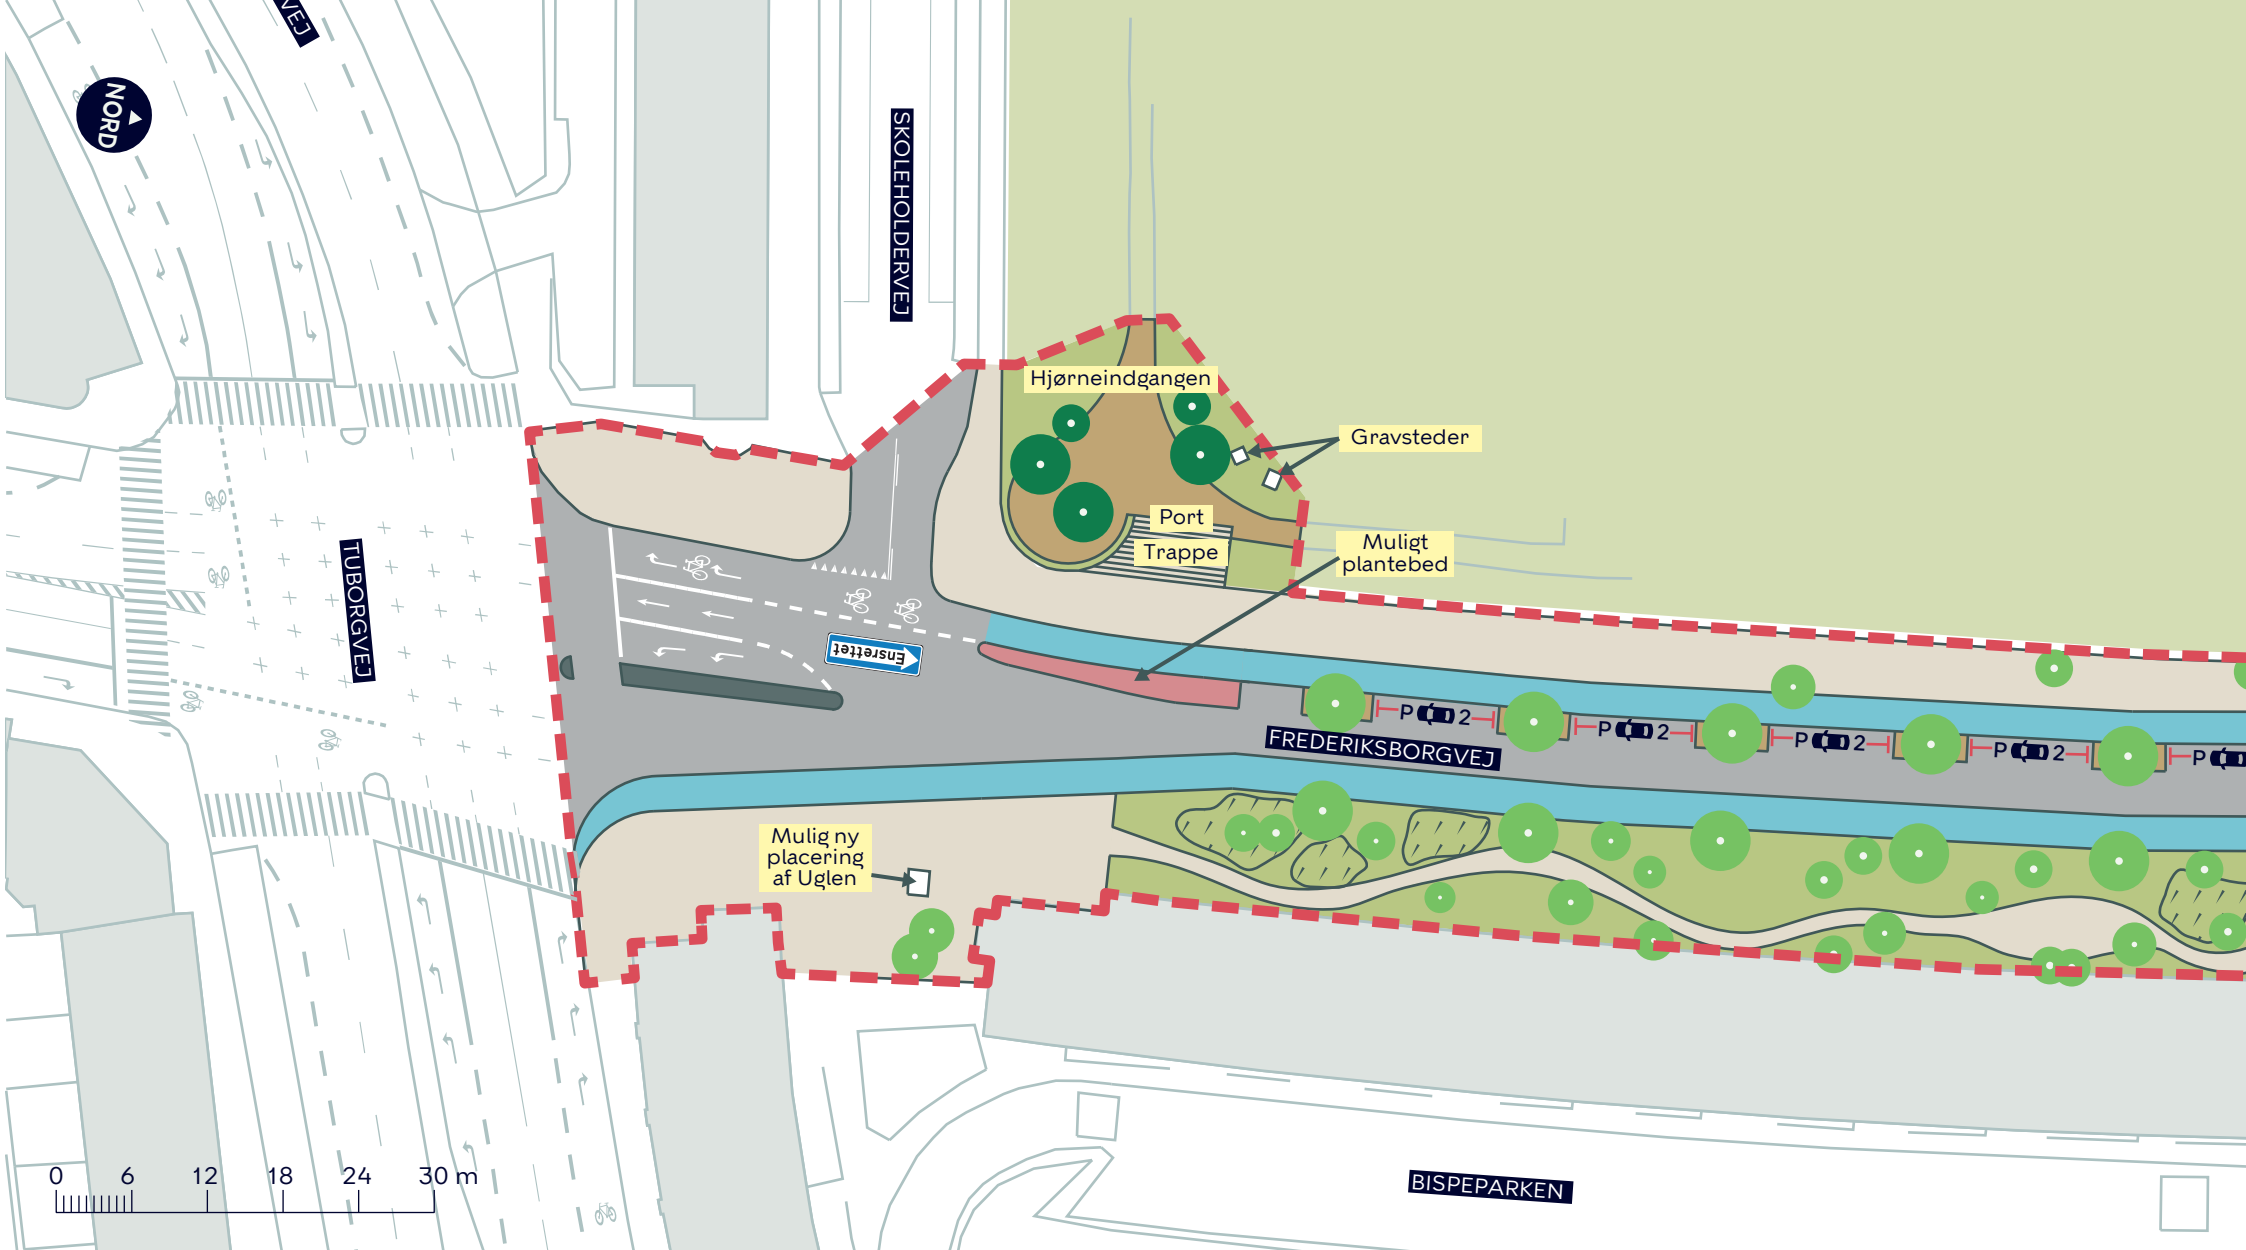 VEJ
NORD
SKOLEHOLDERVEJ
Hjørneindgangen
Gravsteder
Port
Trappe
Muligt
plantebed
TUBORGVEJ
Ensrettet
P 2
P 2
P 2
P 2
P
FREDERIKSBORGVEJ
Mulig ny
placering
af Uglen
0 6 12 18 24 30 m
BISPEPARKEN